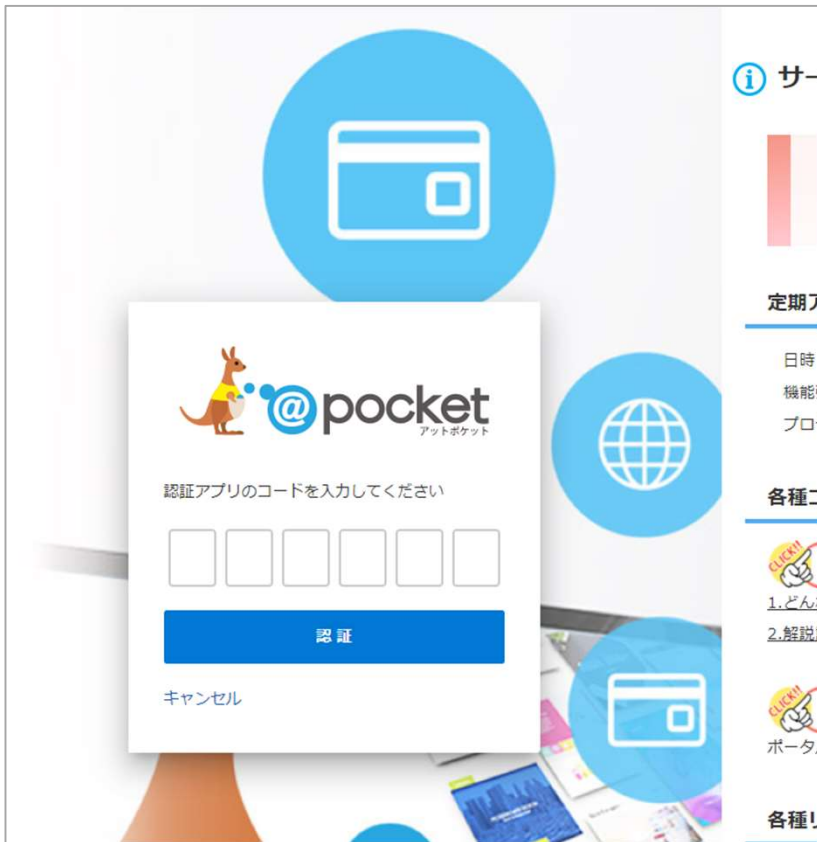 @pocket
アットポケット
認証アプリのコードを入力してください
認証
キャンセル
サー
定期
日時
機能
プロ
各種
CLICK!!
1.どん
2.解説
CLICK!!
ポータ
各種